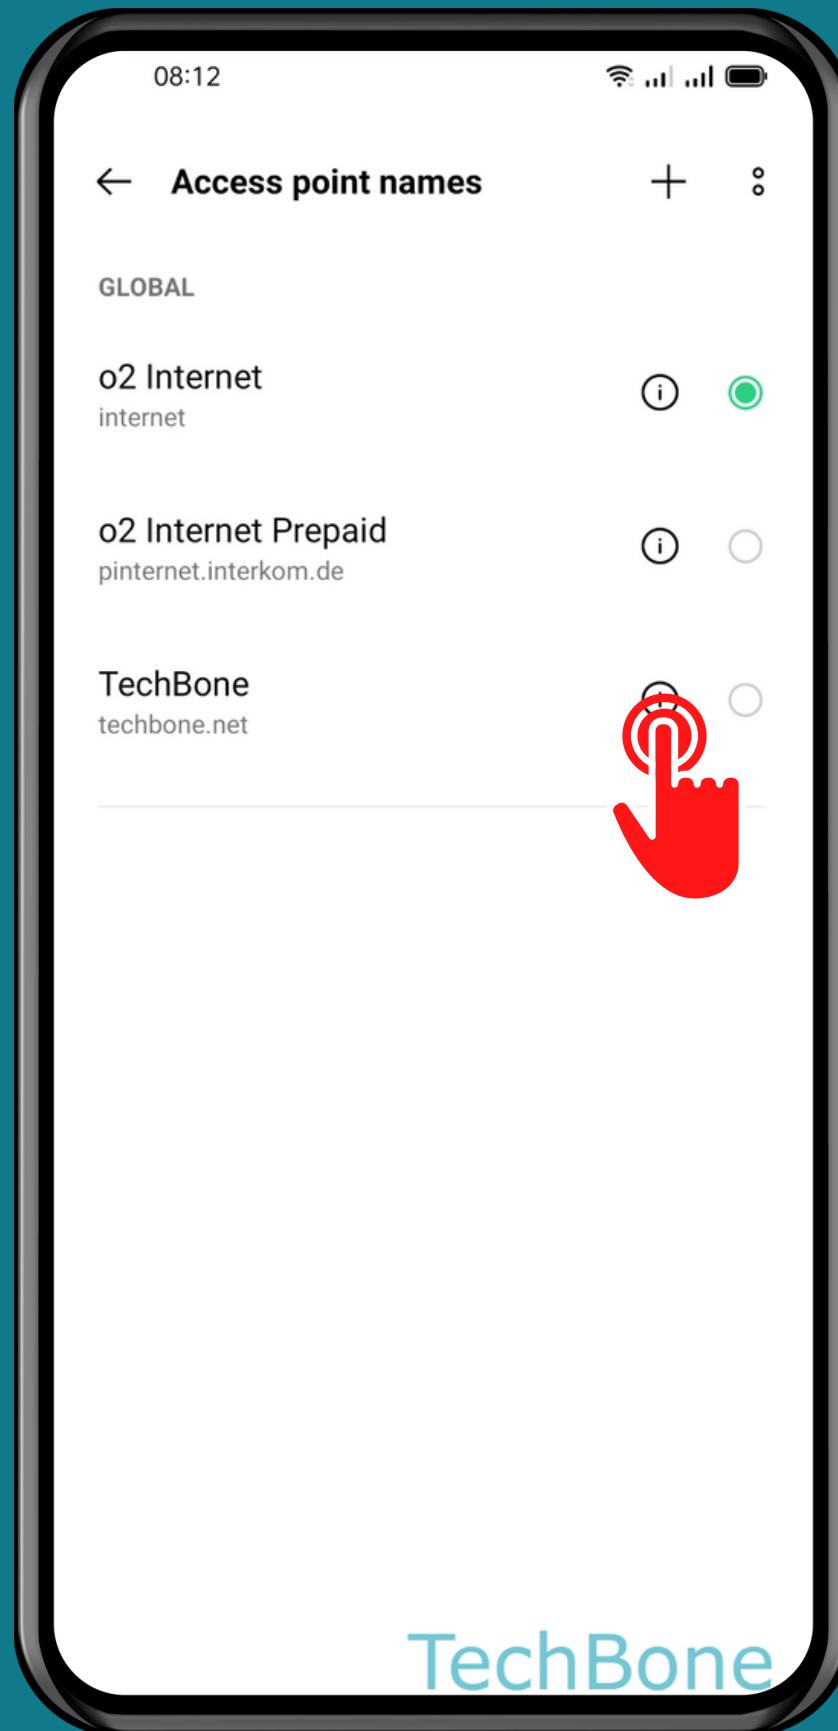 08:12
Access point names
GLOBAL
o2 Internet
internet
o2 Internet Prepaid
pinternet.interkom.de
TechBone
techbone.net
TechBone